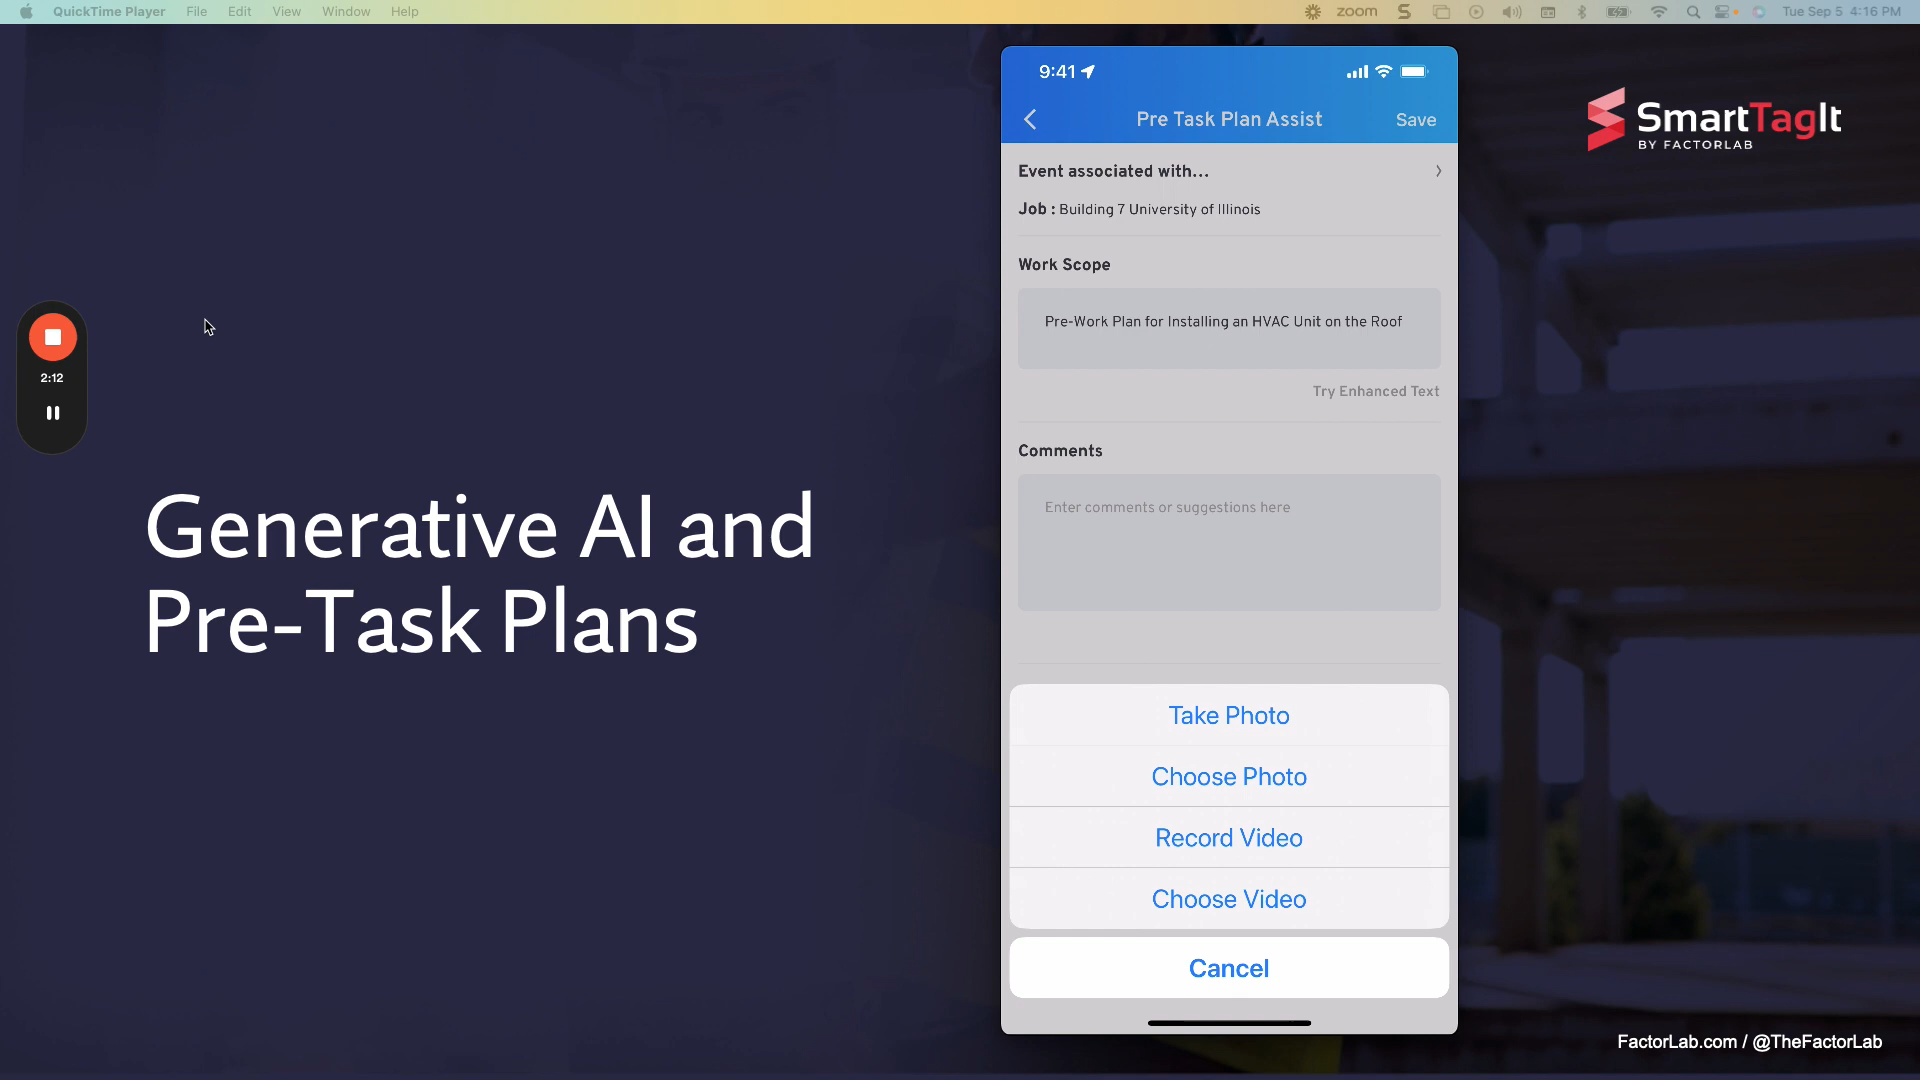 QuickTime Player File Edit View Window Help
zoom
Tue Sep 5 4:16 PM
9:41
Pre Task Plan Assist
Save
SmartTagIt
BY FACTORLAB
Event associated with...
Job : Building 7 University of Illinois
Work Scope
Pre-Work Plan for Installing an HVAC Unit on the Roof
Try Enhanced Text
2:12
Comments
Enter comments or suggestions here
Generative AI and
Pre-Task Plans
Take Photo
Choose Photo
Record Video
Choose Video
Cancel
FactorLab.com / @TheFactorLab